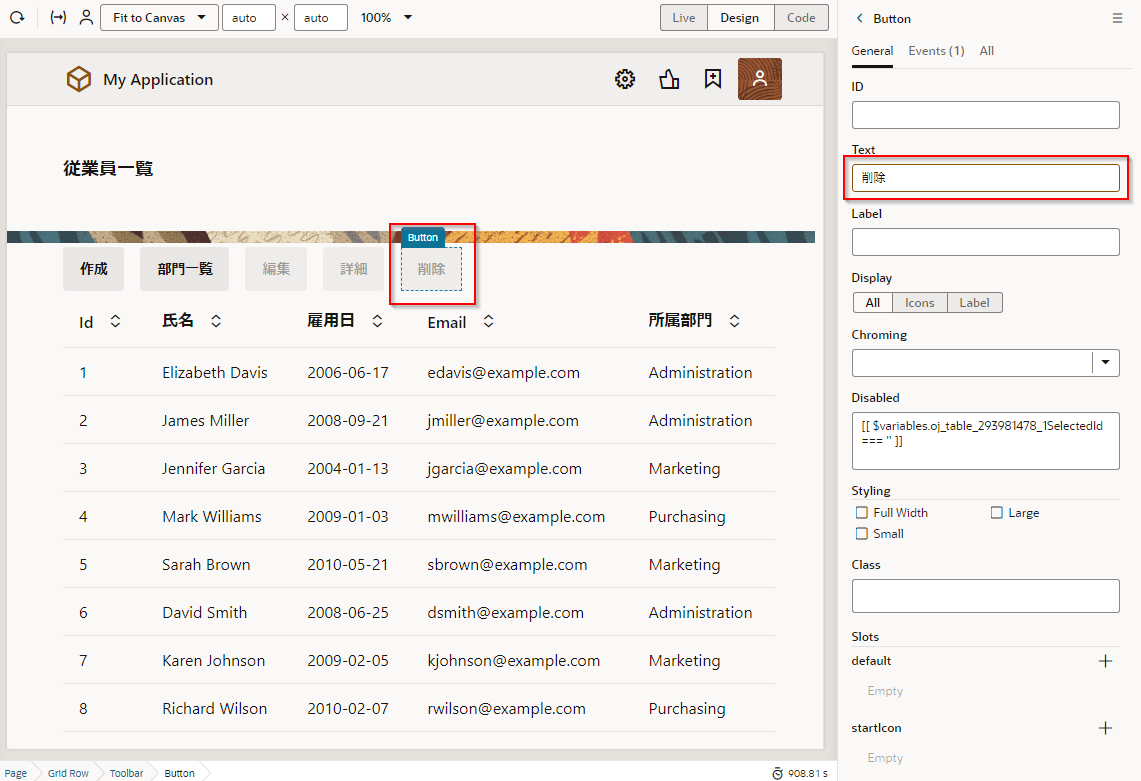 Fit to Canvas auto × auto 100% Live Design Code
My Application
従業員一覧
Button
作成 部門一覧 編集 詳細 削除
Id 氏名 雇用日 Email 所属部門
1 Elizabeth Davis 2006-06-17 edavis@example.com Administration
2 James Miller 2008-09-21 jmiller@example.com Administration
3 Jennifer Garcia 2004-01-13 jgarcia@example.com Marketing
4 Mark Williams 2009-01-03 mwilliams@example.com Purchasing
5 Sarah Brown 2010-05-21 sbrown@example.com Marketing
6 David Smith 2008-06-25 dsmith@example.com Administration
7 Karen Johnson 2009-02-05 kjohnson@example.com Marketing
8 Richard Wilson 2010-02-07 rwilson@example.com Purchasing
Page Grid Row Toolbar Button 908.81 s
Button
General Events (1) All
ID
Text
削除
Label
Display
All Icons Label
Chroming
Disabled
[[ $variables.oj_table_293981478_1SelectedId
=== '' ]]
Styling
Full Width Large
Small
Class
Slots
default
Empty
startIcon
Empty